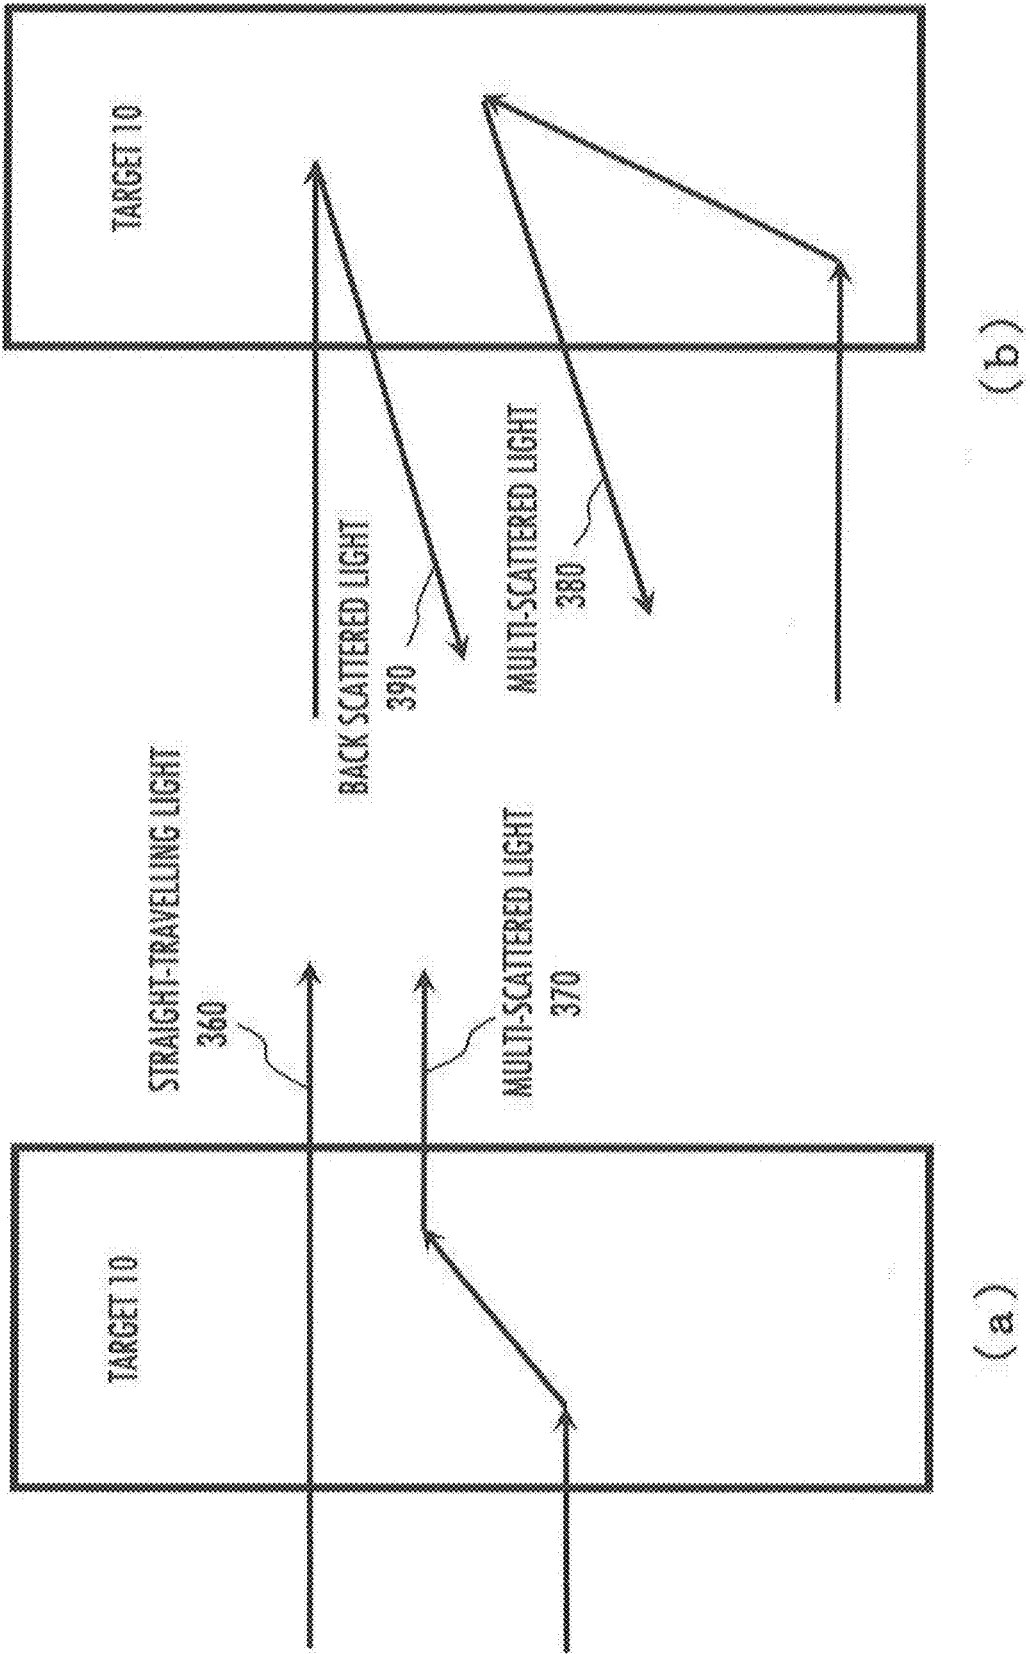 TARGET 10
STRAIGHT-TRAVELLING LIGHT
360
MULTI-SCATTERED LIGHT
370
(a)
TARGET 10
BACK SCATTERED LIGHT
390
MULTI-SCATTERED LIGHT
380
(b)